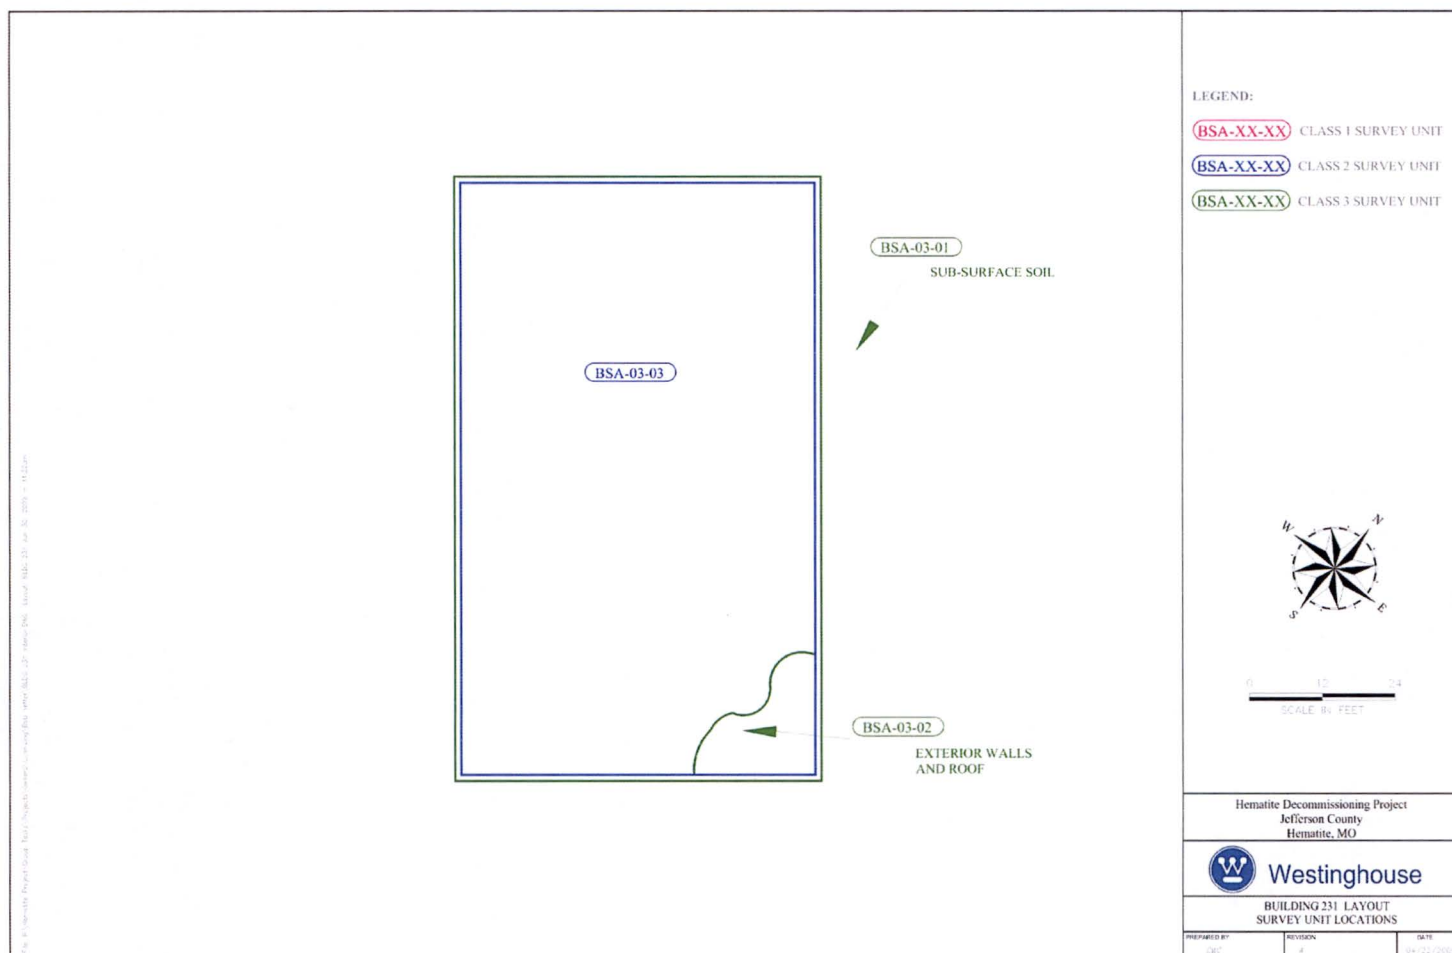 LEGEND:
BSA-XX-XX CLASS 1 SURVEY UNIT
BSA-XX-XX CLASS 2 SURVEY UNIT
BSA-XX-XX CLASS 3 SURVEY UNIT
BSA-03-01
SUB-SURFACE SOIL
BSA-03-03
BSA-03-02
EXTERIOR WALLS
AND ROOF
W N
S E
0 12 24
SCALE IN FEET
Hematite Decommissioning Project
Jefferson County
Hematite, MO
W Westinghouse
BUILDING 231 LAYOUT
SURVEY UNIT LOCATIONS
PREPARED BY REVISION DATE